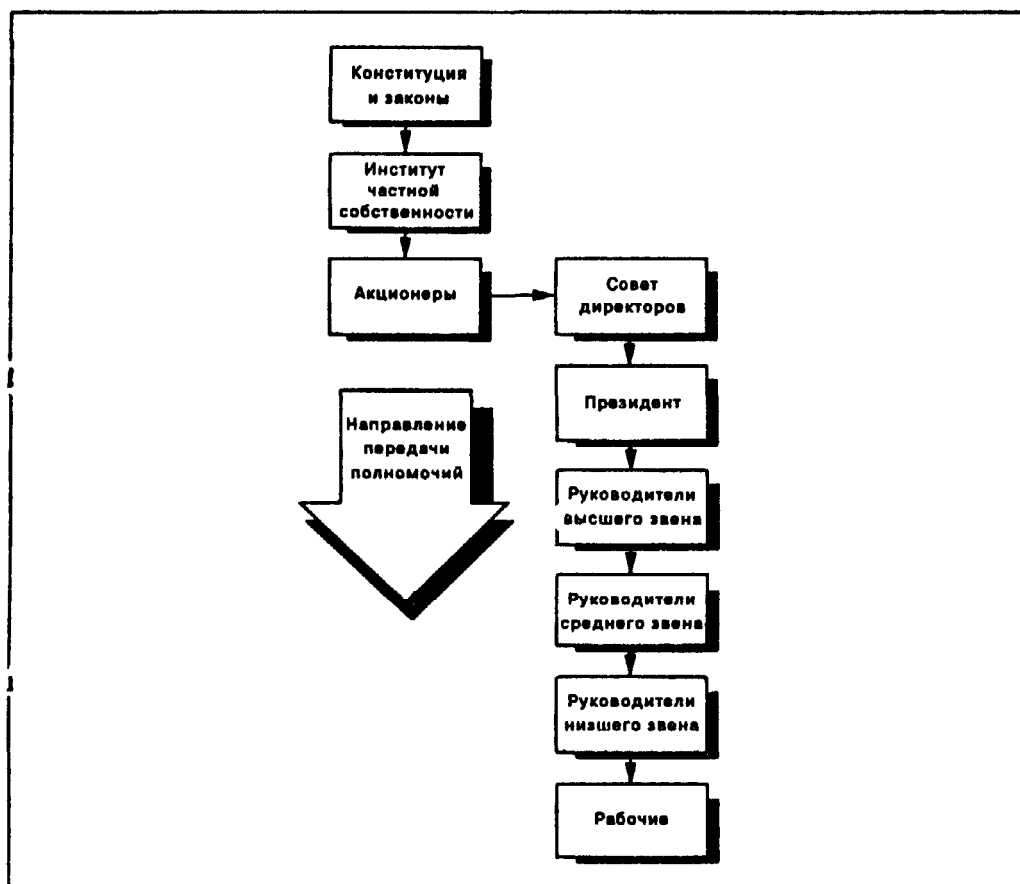 Конституция
и законы
Институт
частной
собственности
Акционеры
Совет
директоров
Президент
Направление
передачи
полномочий
Руководители
высшего звена
Руководители
среднего звена
Руководители
низшего звена
Рабочие